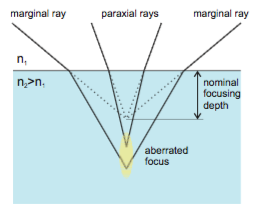 marginal ray paraxial rays marginal ray
n₁
n₂>n₁
nominal
focusing
depth
aberrated
focus